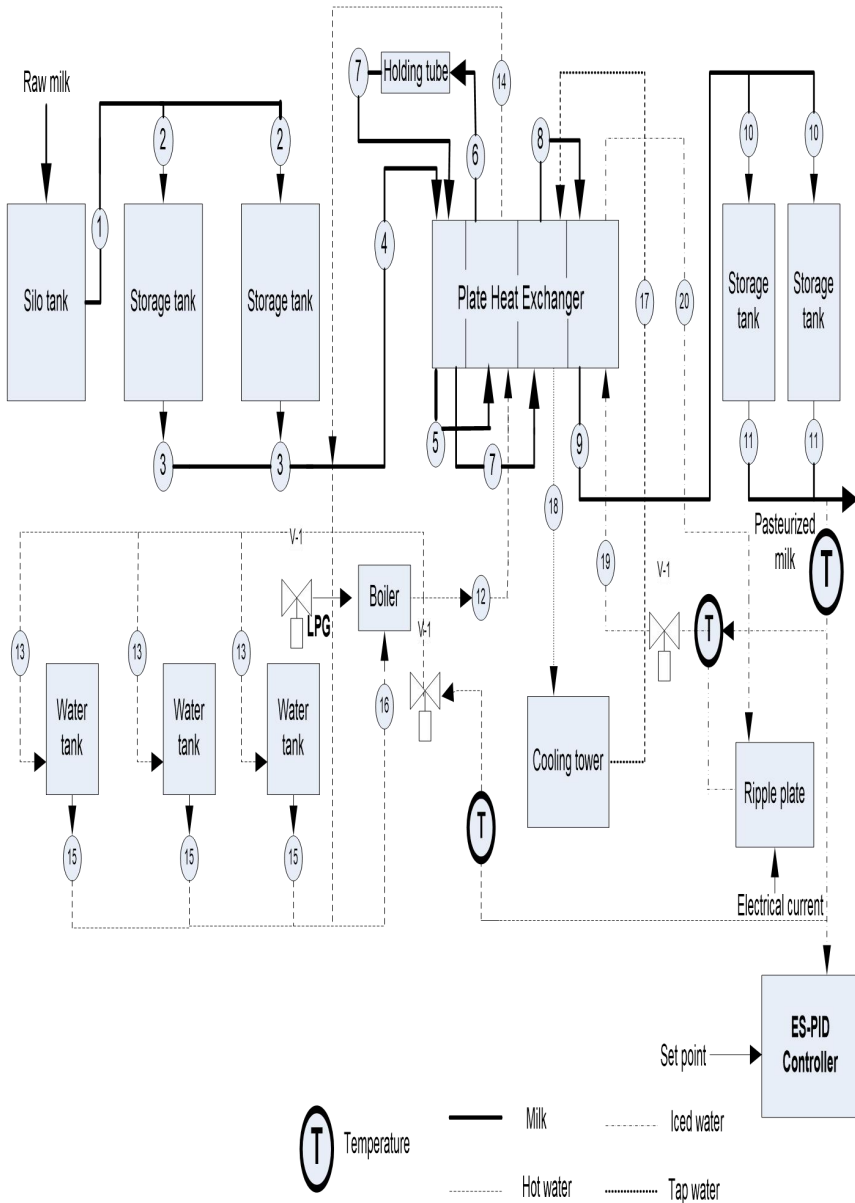 14
7
Holding tube
Raw milk
2
2
6
8
10
10
1
4
Silo tank
Storage tank
Storage tank
Plate Heat Exchanger
17
20
Storage
tank
Storage
tank
3
3
5
7
9
11
11
18
Pasteurized
milk
T
19
V-1
V-1
Boiler
12
LPG
V-1
T
13
13
13
16
Water
tank
Water
tank
Water
tank
Cooling tower
Ripple plate
T
15
15
15
Electrical current
ES-PID
Controller
Set point
T
Temperature
Milk
Iced water
Hot water
Tap water